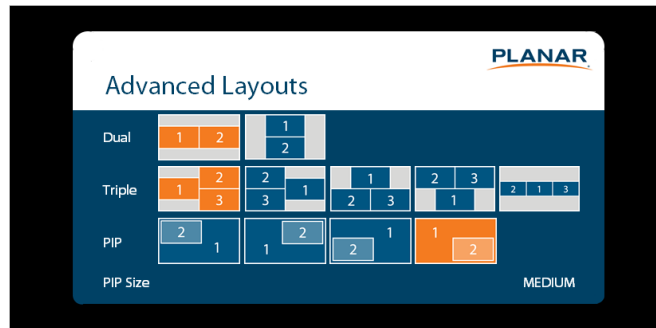 PLANAR
Advanced Layouts
Dual 1 2 1
2
Triple 1 2 3 2 3 1 1 2 3 2 3 1 2 1 3
PIP 2 1 2 1 1 2 1 2
PIP Size MEDIUM